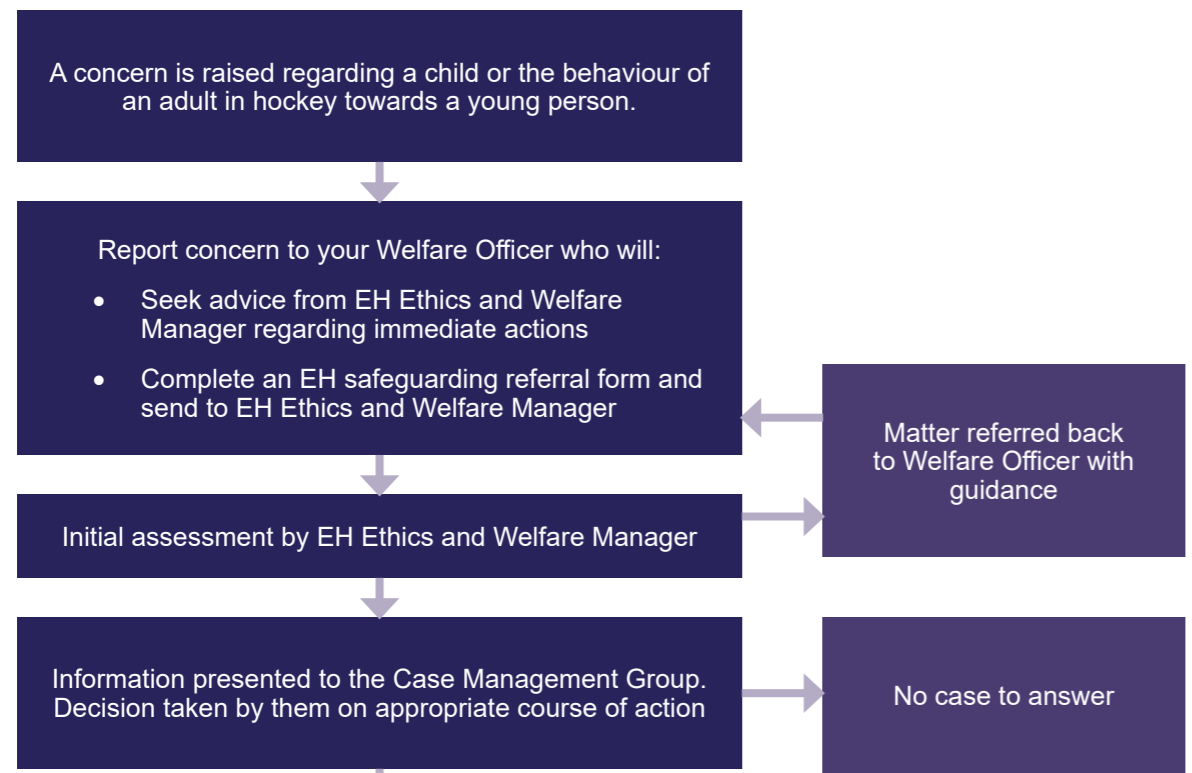 A concern is raised regarding a child or the behaviour of
an adult in hockey towards a young person.
Report concern to your Welfare Officer who will:
• Seek advice from EH Ethics and Welfare
Manager regarding immediate actions
• Complete an EH safeguarding referral form and
send to EH Ethics and Welfare Manager
Matter referred back
to Welfare Officer with
guidance
Initial assessment by EH Ethics and Welfare Manager
Information presented to the Case Management Group.
Decision taken by them on appropriate course of action
No case to answer